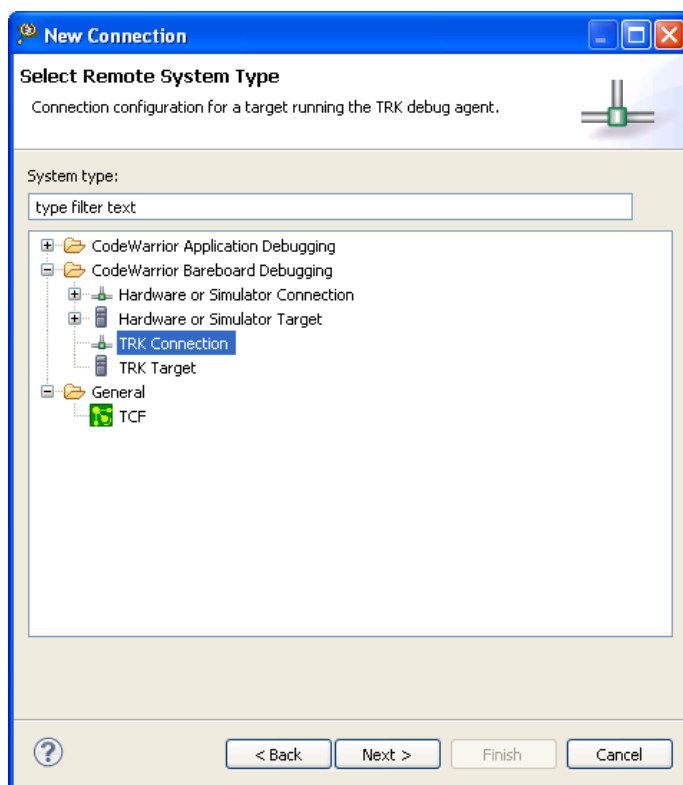 New Connection
Select Remote System Type
Connection configuration for a target running the TRK debug agent.
System type:
type filter text
CodeWarrior Application Debugging
CodeWarrior Bareboard Debugging
Hardware or Simulator Connection
Hardware or Simulator Target
TRK Connection
TRK Target
General
TCF
< Back Next > Finish Cancel